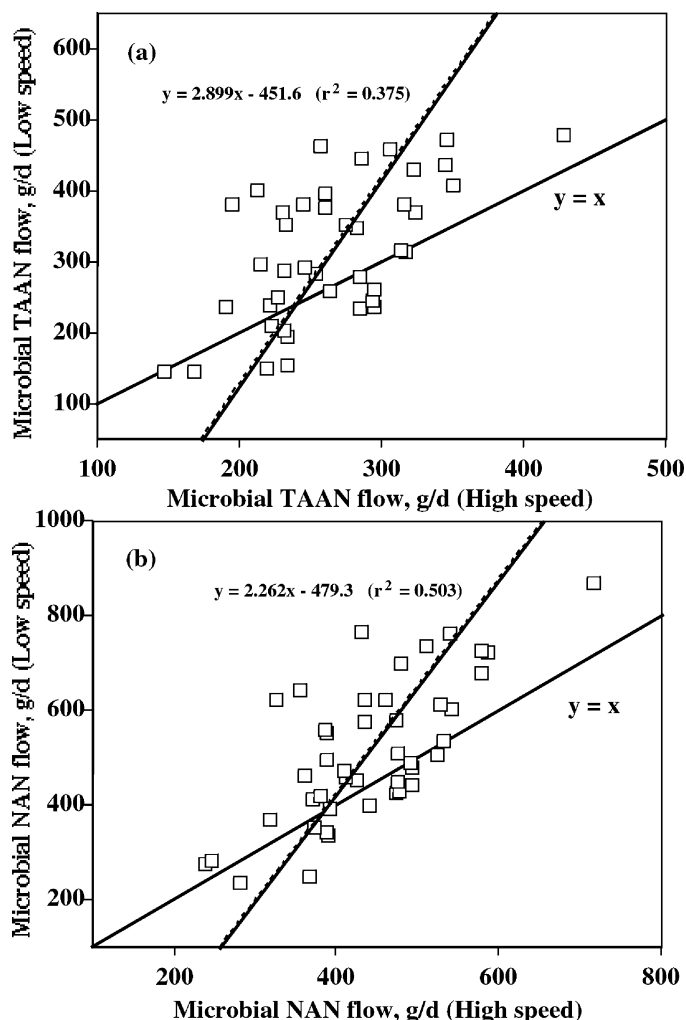 (a)
y = 2.899x - 451.6 (r² = 0.375)
y = x
600
500
400
300
200
100
Microbial TAAN flow, g/d (Low speed)
100 200 300 400 500
Microbial TAAN flow, g/d (High speed)
(b)
y = 2.262x - 479.3 (r² = 0.503)
y = x
1000
800
600
400
200
Microbial NAN flow, g/d (Low speed)
200 400 600 800
Microbial NAN flow, g/d (High speed)